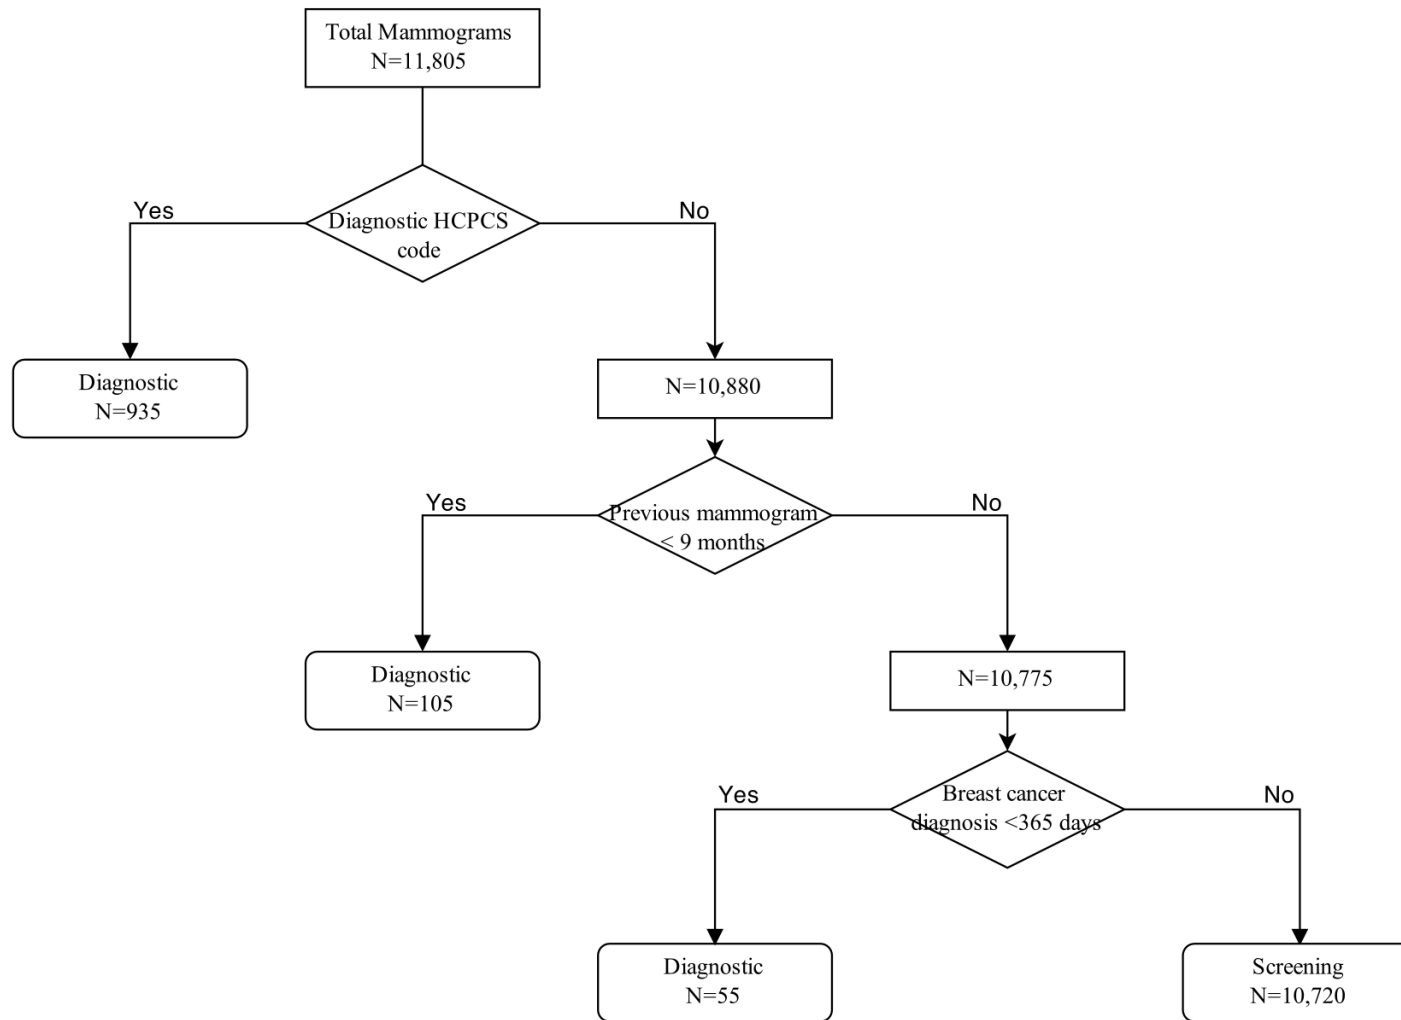 Total Mammograms
N=11,805
Yes
No
Diagnostic HCPCS
code
Diagnostic
N=935
N=10,880
Yes
No
Previous mammogram
< 9 months
Diagnostic
N=105
N=10,775
Yes
No
Breast cancer
diagnosis <365 days
Diagnostic
N=55
Screening
N=10,720